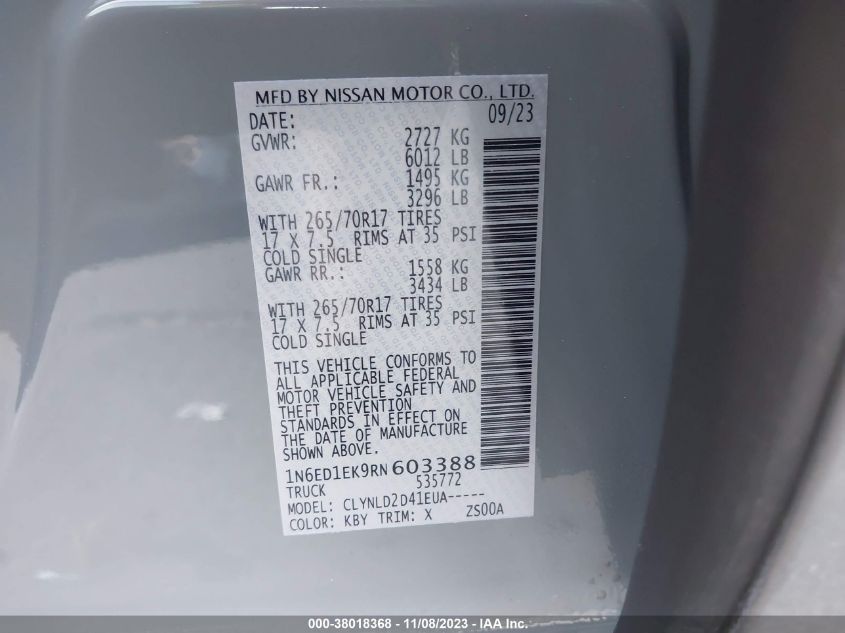 MFD BY NISSAN MOTOR CO., LTD.
DATE: 09/23
GVWR: 2727 KG
6012 LB
GAWR FR.: 1495 KG
3296 LB
WITH 265/70R17 TIRES
17 X 7.5 RIMS AT 35 PSI
COLD SINGLE
GAWR RR.: 1558 KG
3434 LB
WITH 265/70R17 TIRES
17 X 7.5 RIMS AT 35 PSI
COLD SINGLE
THIS VEHICLE CONFORMS TO
ALL APPLICABLE FEDERAL
MOTOR VEHICLE SAFETY AND
THEFT PREVENTION
STANDARDS IN EFFECT ON
THE DATE OF MANUFACTURE
SHOWN ABOVE.
1N6ED1EK9RN603388
TRUCK 535772
MODEL: CLYNLD2D41EUA-----
COLOR: KBY TRIM: X ZS00A
000-38018368 - 11/08/2023 - IAA Inc.